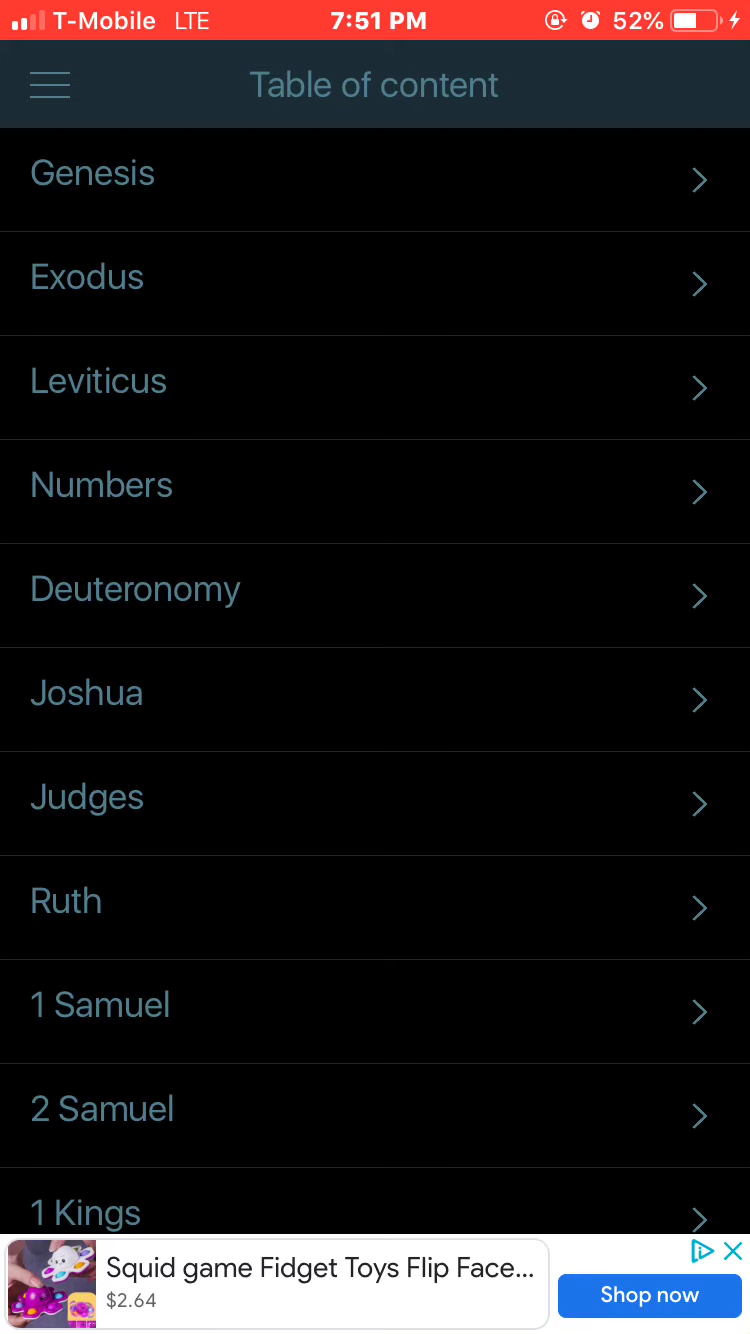 T-Mobile LTE 7:51 PM 52%
Table of content
Genesis
Exodus
Leviticus
Numbers
Deuteronomy
Joshua
Judges
Ruth
1 Samuel
2 Samuel
1 Kings
Squid game Fidget Toys Flip Face...
$2.64
Shop now